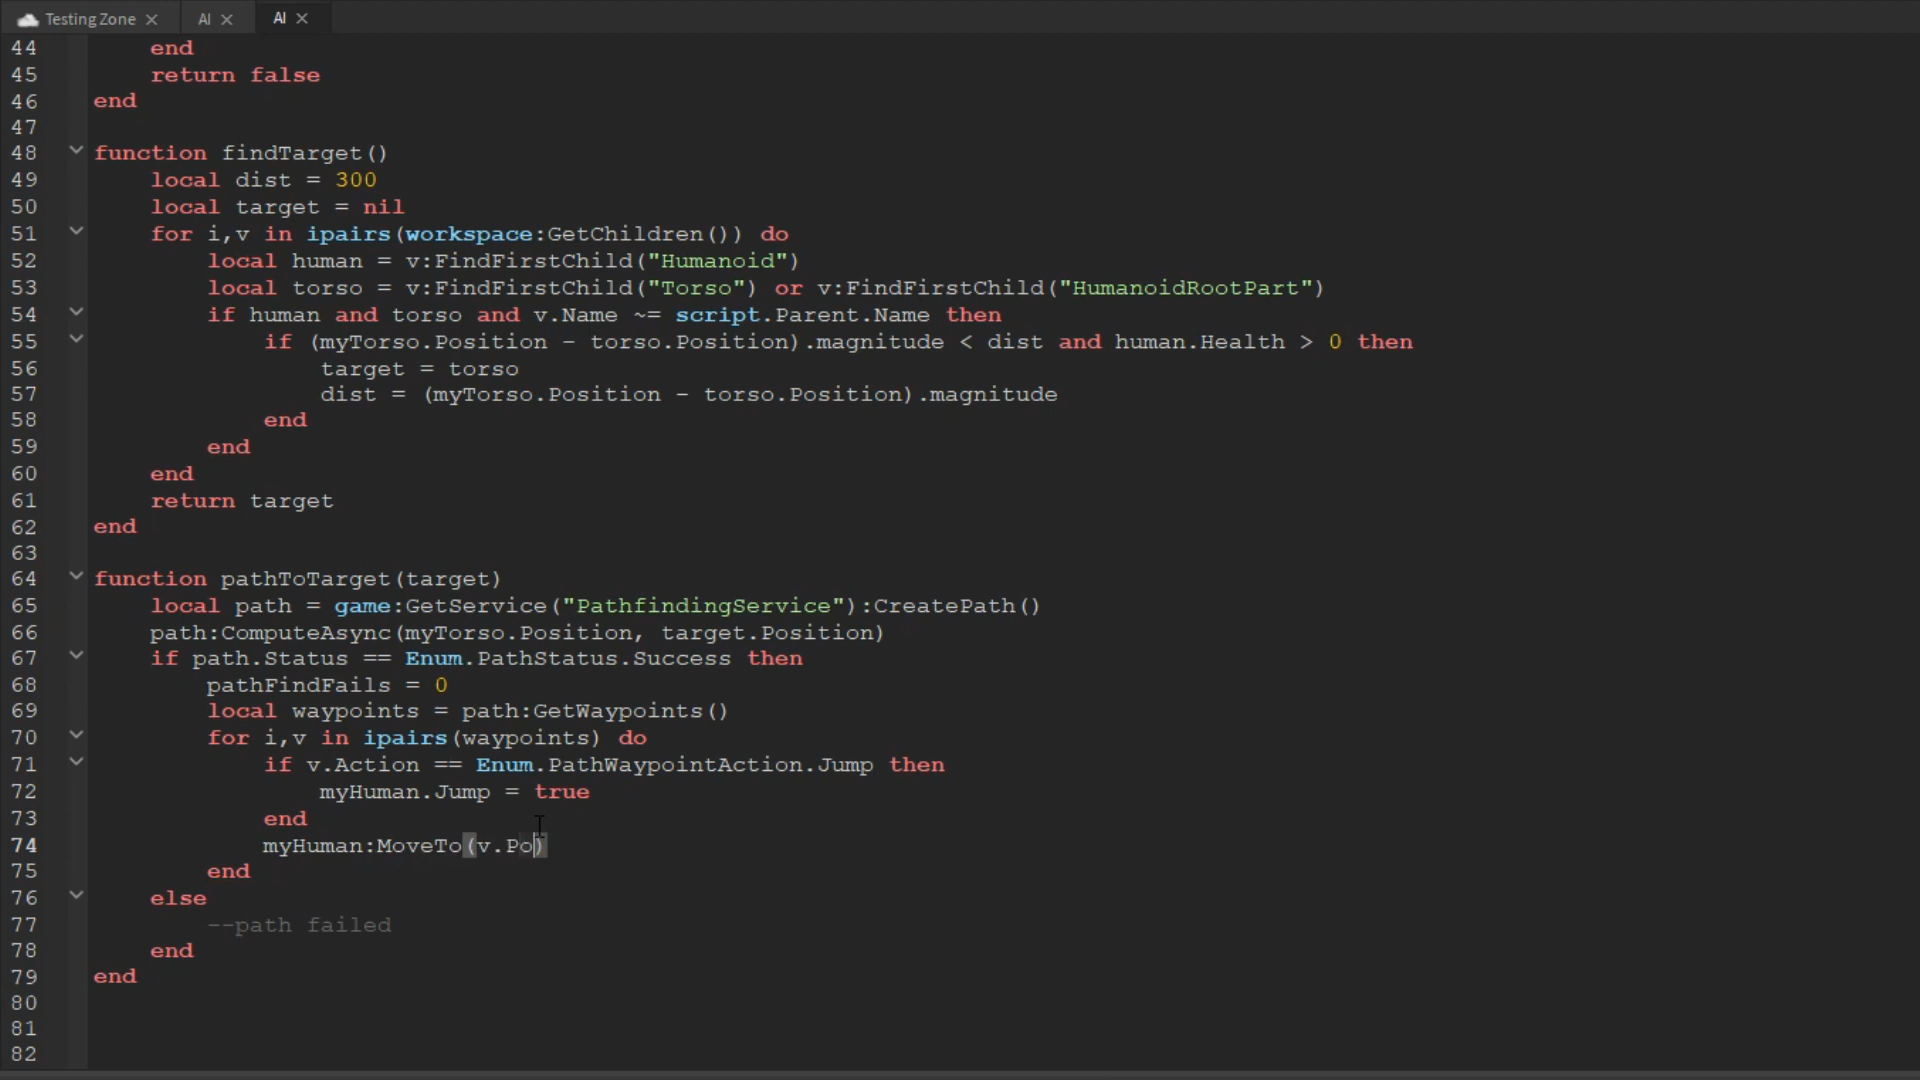 Testing Zone × AI × AI ×
44 end
45 return false
46 end
47
48 function findTarget()
49 local dist = 300
50 local target = nil
51 for i,v in ipairs(workspace:GetChildren()) do
52 local human = v:FindFirstChild("Humanoid")
53 local torso = v:FindFirstChild("Torso") or v:FindFirstChild("HumanoidRootPart")
54 if human and torso and v.Name ~= script.Parent.Name then
55 if (myTorso.Position - torso.Position).magnitude < dist and human.Health > 0 then
56 target = torso
57 dist = (myTorso.Position - torso.Position).magnitude
58 end
59 end
60 end
61 return target
62 end
63
64 function pathToTarget(target)
65 local path = game:GetService("PathfindingService"):CreatePath()
66 path:ComputeAsync(myTorso.Position, target.Position)
67 if path.Status == Enum.PathStatus.Success then
68 pathFindFails = 0
69 local waypoints = path:GetWaypoints()
70 for i,v in ipairs(waypoints) do
71 if v.Action == Enum.PathWaypointAction.Jump then
72 myHuman.Jump = true
73 end
74 myHuman:MoveTo(v.Po)
75 end
76 else
77 --path failed
78 end
79 end
80
81
82